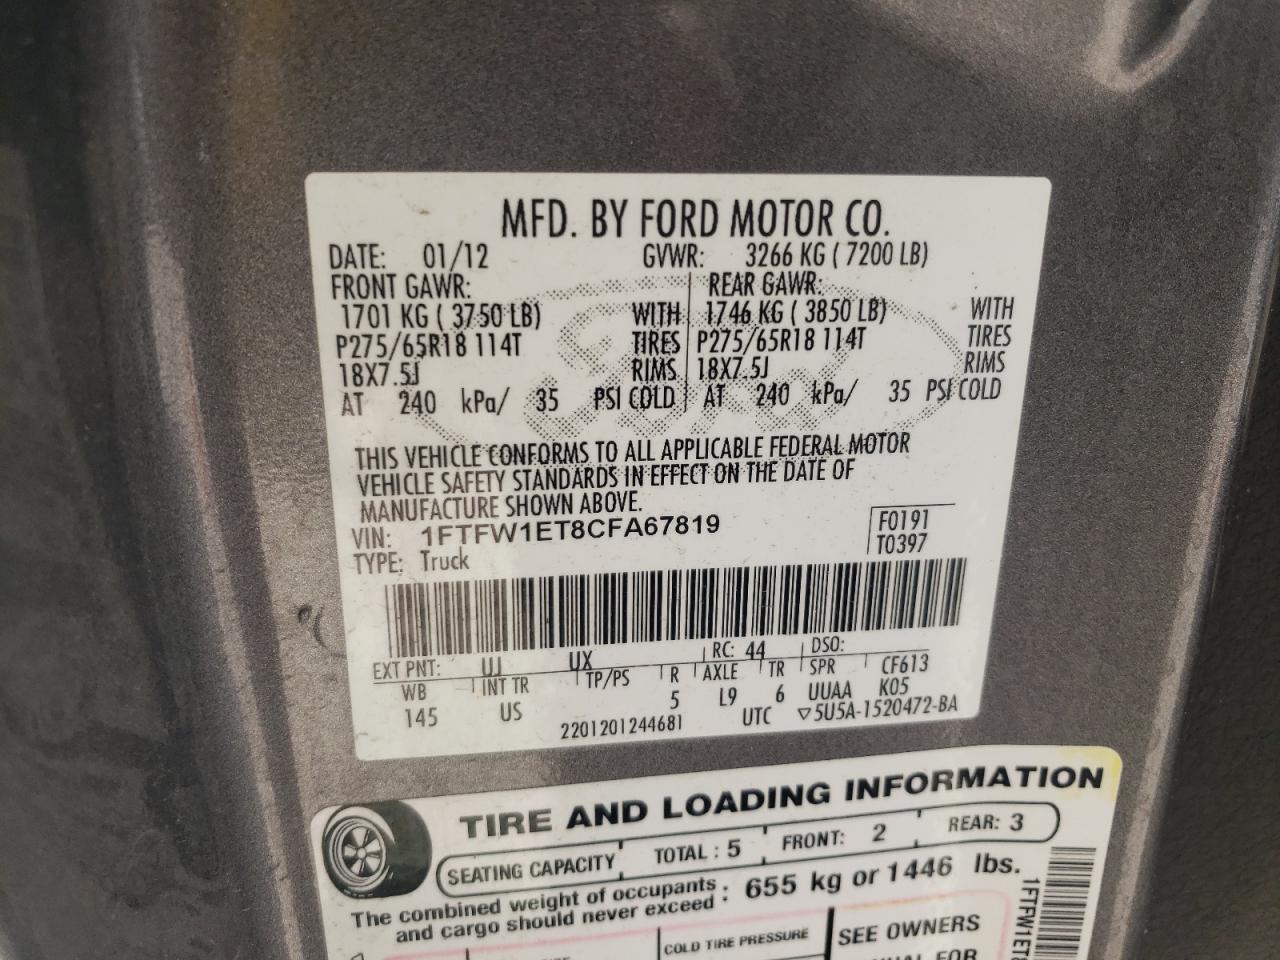 MFD. BY FORD MOTOR CO.
DATE: 01/12 GVWR: 3266 KG ( 7200 LB)
FRONT GAWR: REAR GAWR:
1701 KG ( 3750 LB) WITH 1746 KG ( 3850 LB) WITH
P275/65R18 114T TIRES P275/65R18 114T TIRES
18X7.5J RIMS 18X7.5J RIMS
AT 240 kPa/ 35 PSI COLD AT 240 kPa/ 35 PSI COLD
THIS VEHICLE CONFORMS TO ALL APPLICABLE FEDERAL MOTOR
VEHICLE SAFETY STANDARDS IN EFFECT ON THE DATE OF
MANUFACTURE SHOWN ABOVE.
VIN: 1FTFW1ET8CFA67819 F0191
TYPE: Truck T0397
EXT PNT: UJ UX RC: 44 DSO:
WB INT TR TP/PS R AXLE TR SPR CF613
145 US 5 L9 6 UUAA K05
2201201244681 UTC ▽5U5A-1520472-BA
TIRE AND LOADING INFORMATION
SEATING CAPACITY TOTAL : 5 FRONT: 2 REAR: 3
The combined weight of occupants
and cargo should never exceed : 655 kg or 1446 lbs.
COLD TIRE PRESSURE SEE OWNERS
FOR
1FTFW1ET8